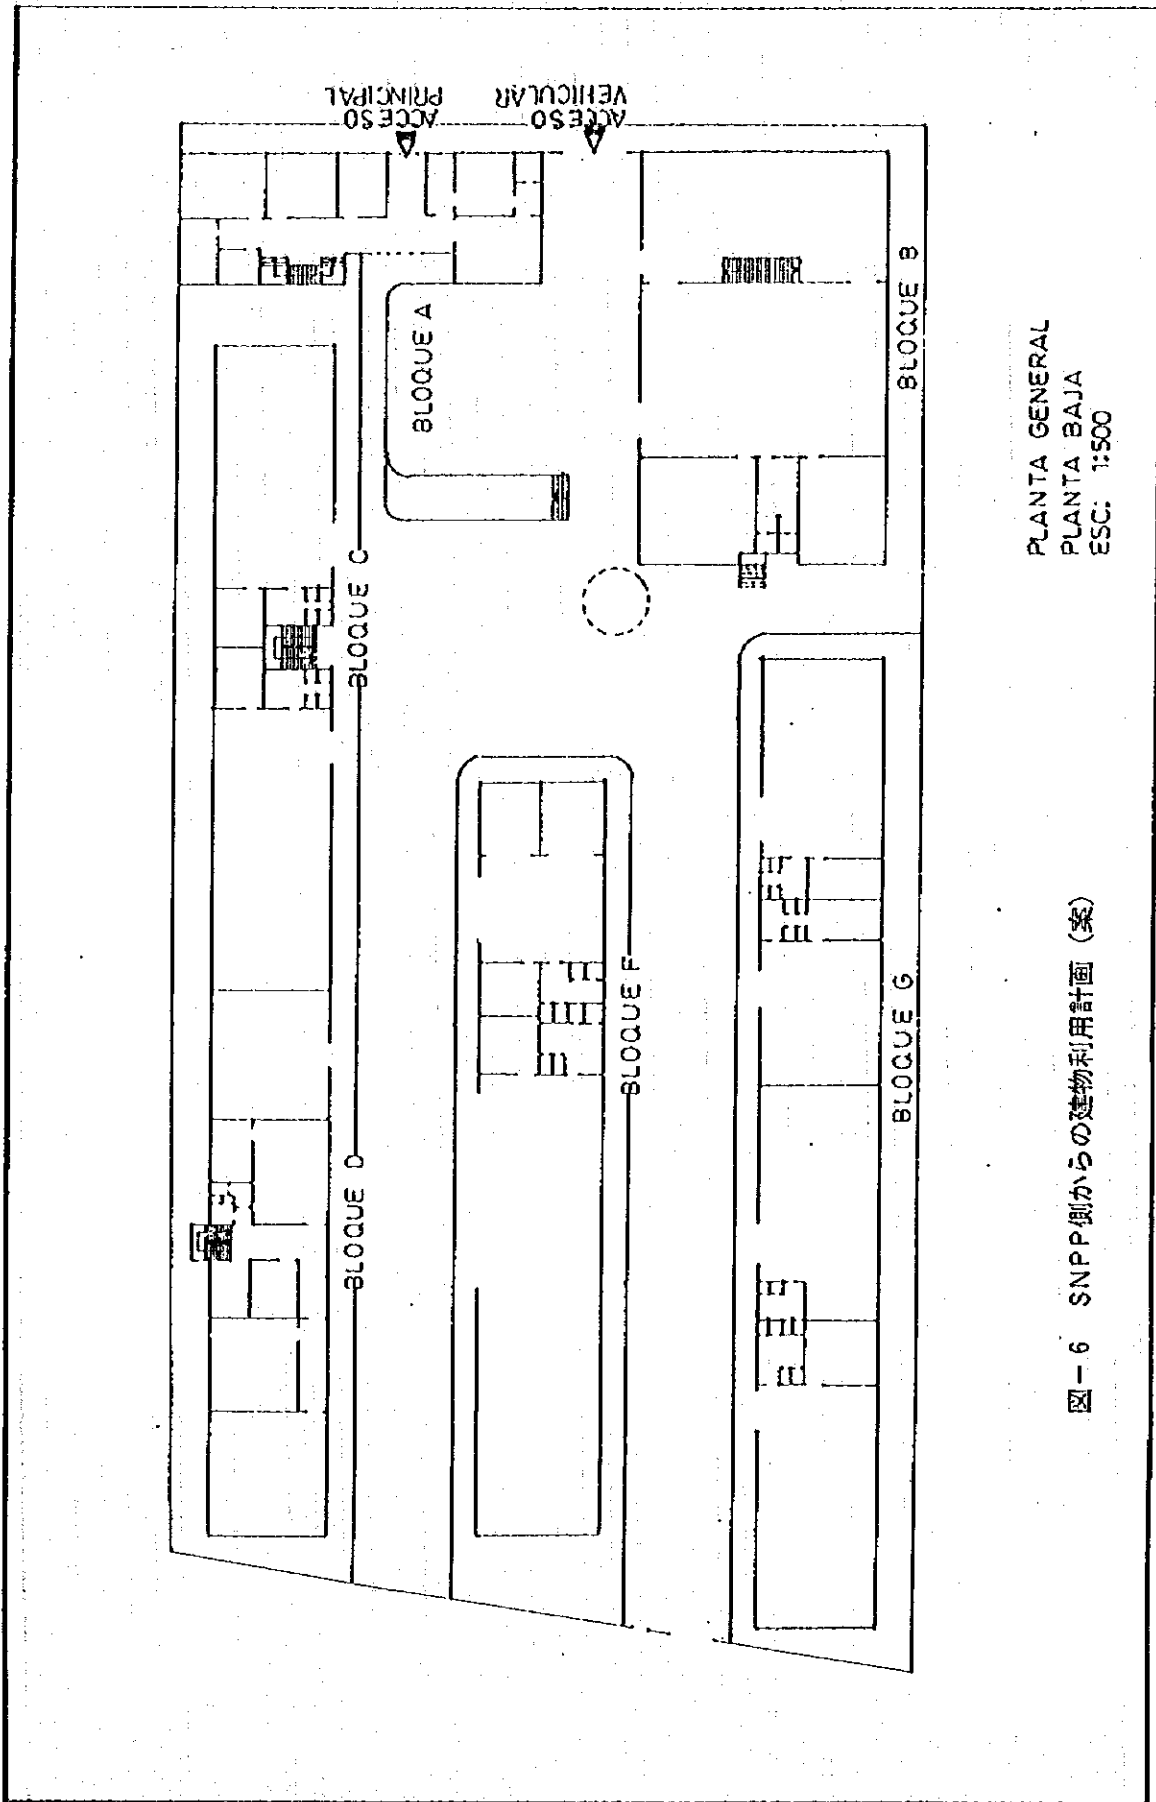 ACCESO
PRINCIPAL
ACCESO
VEHICULAR
BLOQUE A
BLOQUE B
BLOQUE C
BLOQUE D
BLOQUE F
BLOQUE G
PLANTA GENERAL
PLANTA BAJA
ESC: 1:500
図-6 SNPP側からの建物利用計画(案)